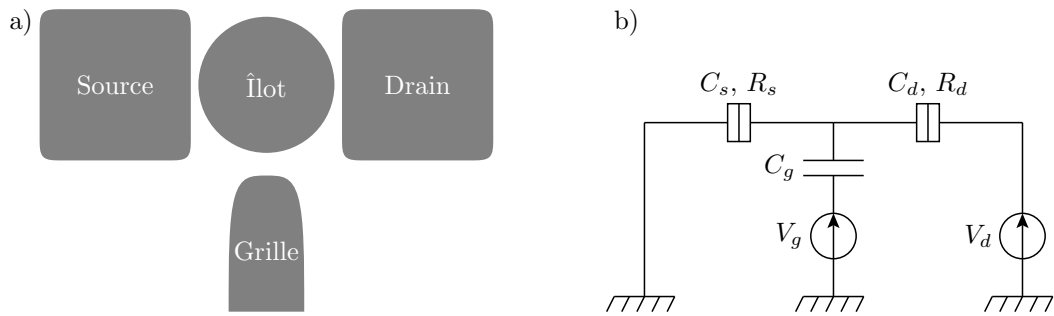 a)
Source
Îlot
Drain
Grille
b)
C_s, R_s
C_d, R_d
C_g
V_g
V_d